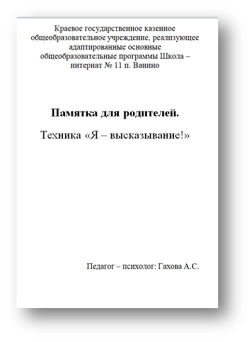 Краевое государственное казенное
общеобразовательное учреждение, реализующее
адаптированные основные
общеобразовательные программы Школа –
интернат № 11 п. Ванино
Памятка для родителей.
Техника «Я – высказывание!»
Педагог – психолог: Гахова А.С.